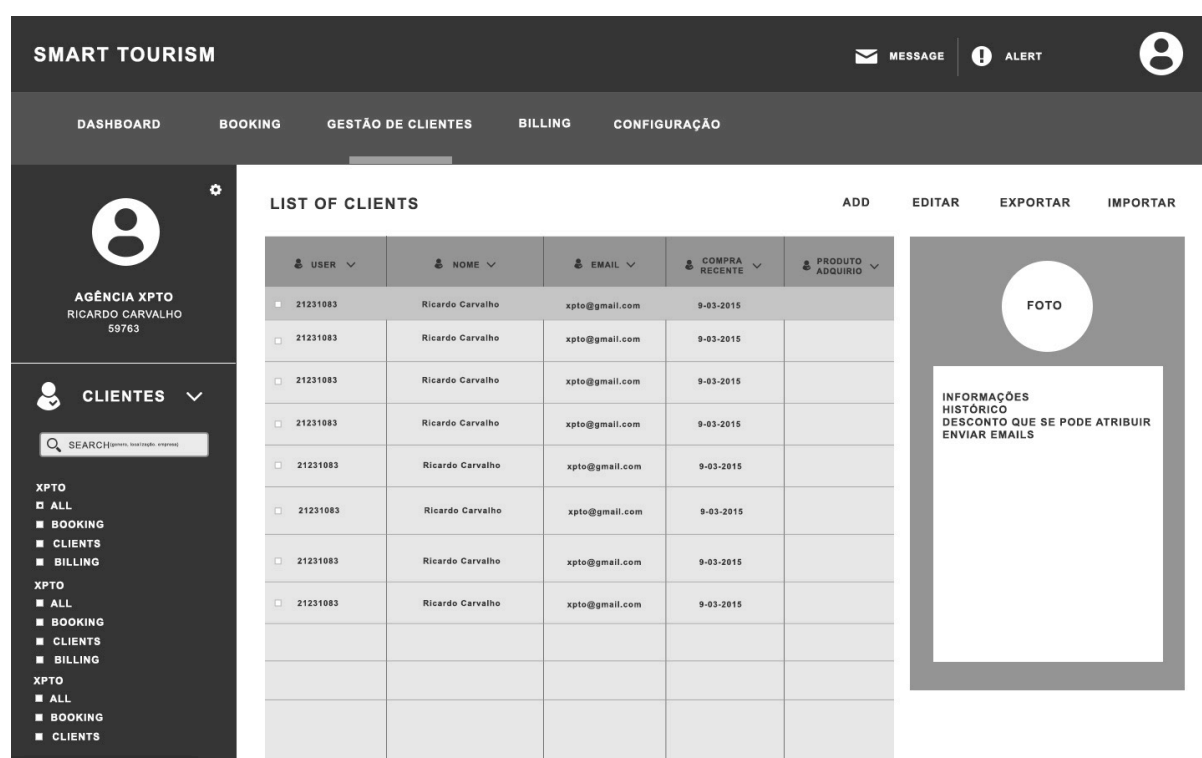 SMART TOURISM
MESSAGE
ALERT
DASHBOARD BOOKING GESTÃO DE CLIENTES BILLING CONFIGURAÇÃO
AGÊNCIA XPTO
RICARDO CARVALHO
59763
CLIENTES
SEARCH(genero, localização, empresa)
XPTO
ALL
BOOKING
CLIENTS
BILLING
XPTO
ALL
BOOKING
CLIENTS
BILLING
XPTO
ALL
BOOKING
CLIENTS
LIST OF CLIENTS
ADD EDITAR EXPORTAR IMPORTAR
USER NOME EMAIL COMPRA RECENTE PRODUTO ADQUIRIO
21231083 Ricardo Carvalho xpto@gmail.com 9-03-2015
21231083 Ricardo Carvalho xpto@gmail.com 9-03-2015
21231083 Ricardo Carvalho xpto@gmail.com 9-03-2015
21231083 Ricardo Carvalho xpto@gmail.com 9-03-2015
21231083 Ricardo Carvalho xpto@gmail.com 9-03-2015
21231083 Ricardo Carvalho xpto@gmail.com 9-03-2015
21231083 Ricardo Carvalho xpto@gmail.com 9-03-2015
21231083 Ricardo Carvalho xpto@gmail.com 9-03-2015
FOTO
INFORMAÇÕES
HISTÓRICO
DESCONTO QUE SE PODE ATRIBUIR
ENVIAR EMAILS